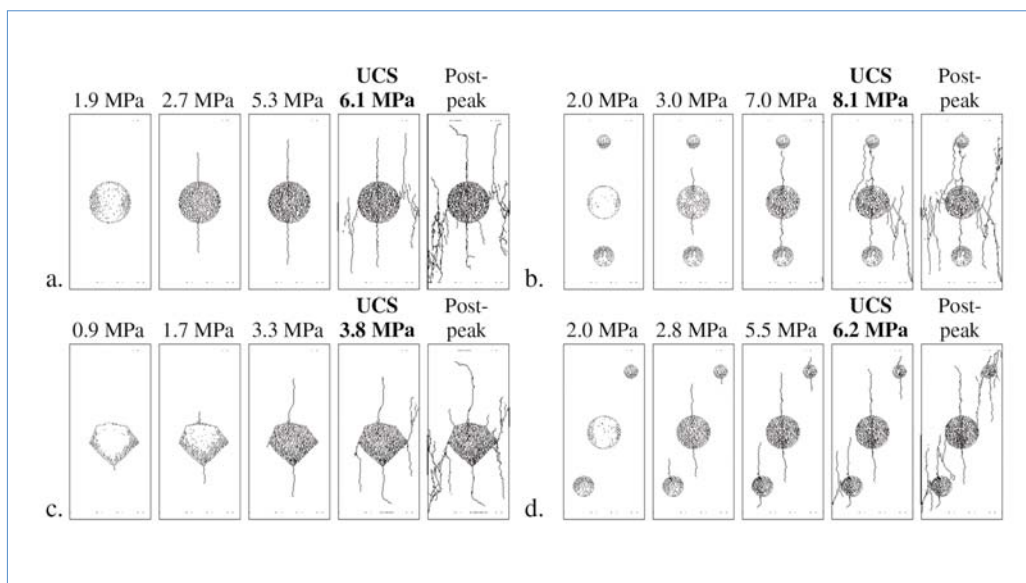 UCS Post-
1.9 MPa 2.7 MPa 5.3 MPa 6.1 MPa peak
a.
UCS Post-
2.0 MPa 3.0 MPa 7.0 MPa 8.1 MPa peak
b.
UCS Post-
0.9 MPa 1.7 MPa 3.3 MPa 3.8 MPa peak
c.
UCS Post-
2.0 MPa 2.8 MPa 5.5 MPa 6.2 MPa peak
d.